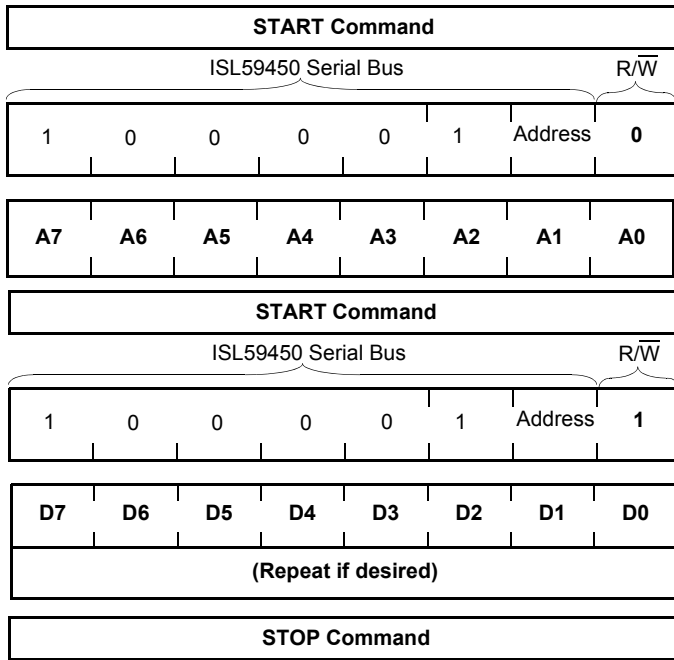 START Command
ISL59450 Serial Bus R/W̅
1 0 0 0 0 1 Address 0
A7 A6 A5 A4 A3 A2 A1 A0
START Command
ISL59450 Serial Bus R/W̅
1 0 0 0 0 1 Address 1
D7 D6 D5 D4 D3 D2 D1 D0
(Repeat if desired)
STOP Command